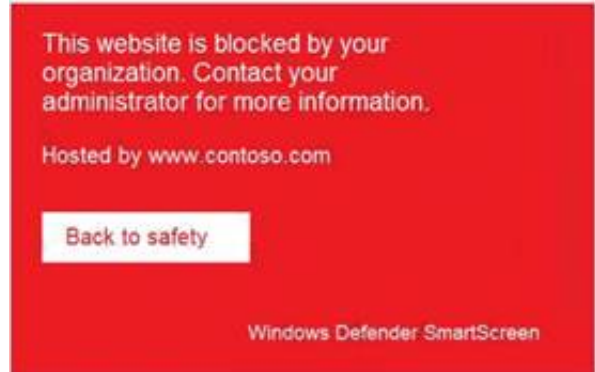 This website is blocked by your
organization. Contact your
administrator for more information.
Hosted by www.contoso.com
Back to safety
Windows Defender SmartScreen